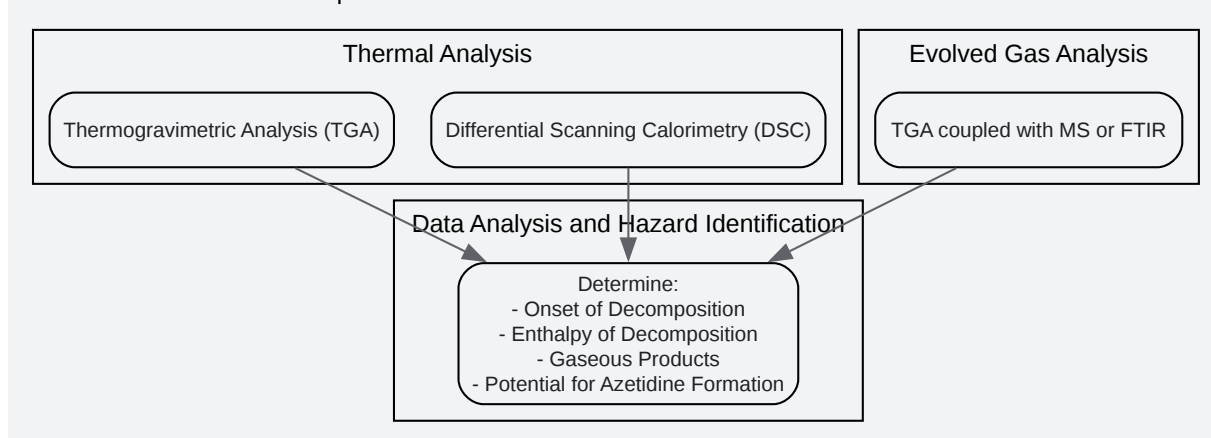 Thermal Analysis
Evolved Gas Analysis
Thermogravimetric Analysis (TGA)
Differential Scanning Calorimetry (DSC)
TGA coupled with MS or FTIR
Data Analysis and Hazard Identification
Determine:
- Onset of Decomposition
- Enthalpy of Decomposition
- Gaseous Products
- Potential for Azetidine Formation